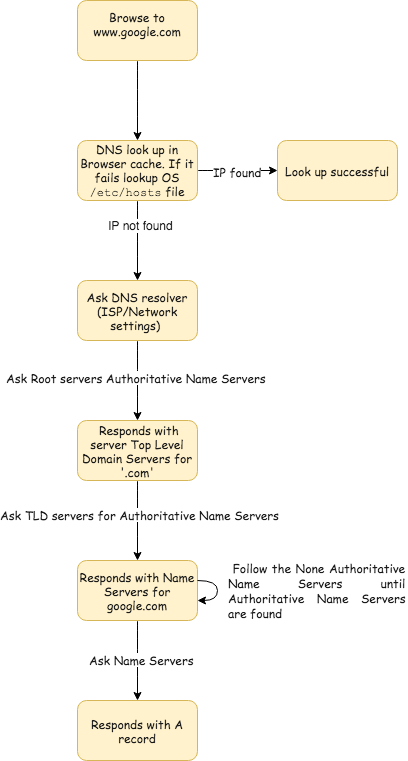 Browse to
www.google.com
DNS look up in
Browser cache. If it
fails lookup OS
/etc/hosts file
IP found
Look up successful
IP not found
Ask DNS resolver
(ISP/Network
settings)
Ask Root servers Authoritative Name Servers
Responds with
server Top Level
Domain Servers for
'.com'
Ask TLD servers for Authoritative Name Servers
Responds with Name
Servers for
google.com
Follow the None Authoritative
Name Servers until
Authoritative Name Servers
are found
Ask Name Servers
Responds with A
record